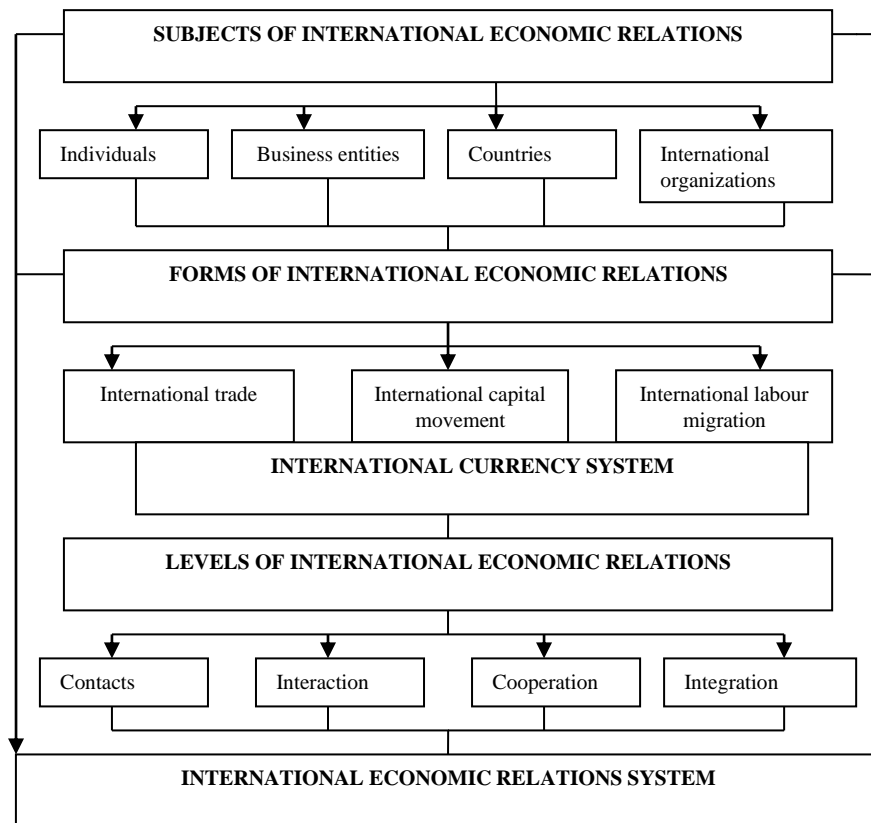 SUBJECTS OF INTERNATIONAL ECONOMIC RELATIONS
Individuals
Business entities
Countries
International
organizations
FORMS OF INTERNATIONAL ECONOMIC RELATIONS
International trade
International capital
movement
International labour
migration
INTERNATIONAL CURRENCY SYSTEM
LEVELS OF INTERNATIONAL ECONOMIC RELATIONS
Contacts
Interaction
Cooperation
Integration
INTERNATIONAL ECONOMIC RELATIONS SYSTEM